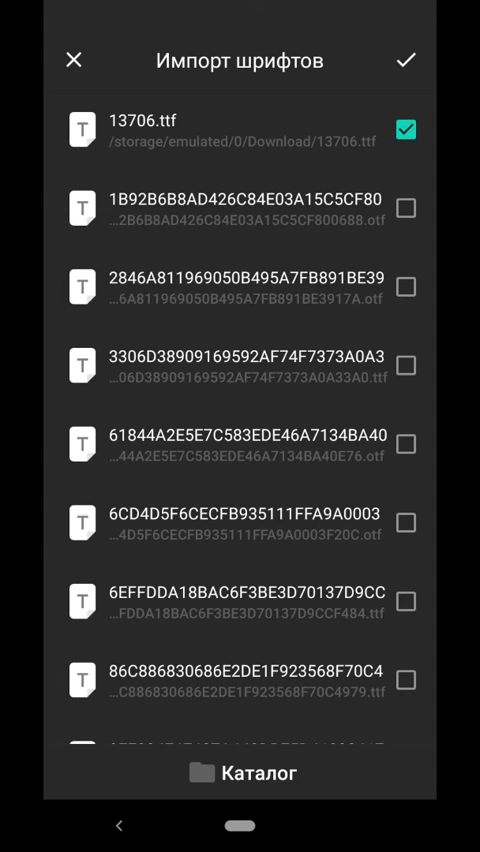 Импорт шрифтов
13706.ttf
/storage/emulated/0/Download/13706.ttf
1B92B6B8AD426C84E03A15C5CF80
...2B6B8AD426C84E03A15C5CF800688.otf
2846A811969050B495A7FB891BE39
...6A811969050B495A7FB891BE3917A.otf
3306D38909169592AF74F7373A0A3
...06D38909169592AF74F7373A0A33A0.ttf
61844A2E5E7C583EDE46A7134BA40
...44A2E5E7C583EDE46A7134BA40E76.otf
6CD4D5F6CECFB935111FFA9A0003
...4D5F6CECFB935111FFA9A0003F20C.otf
6EFFDDA18BAC6F3BE3D70137D9CC
...FDDA18BAC6F3BE3D70137D9CCF484.ttf
86C886830686E2DE1F923568F70C4
...C886830686E2DE1F923568F70C4979.ttf
Каталог